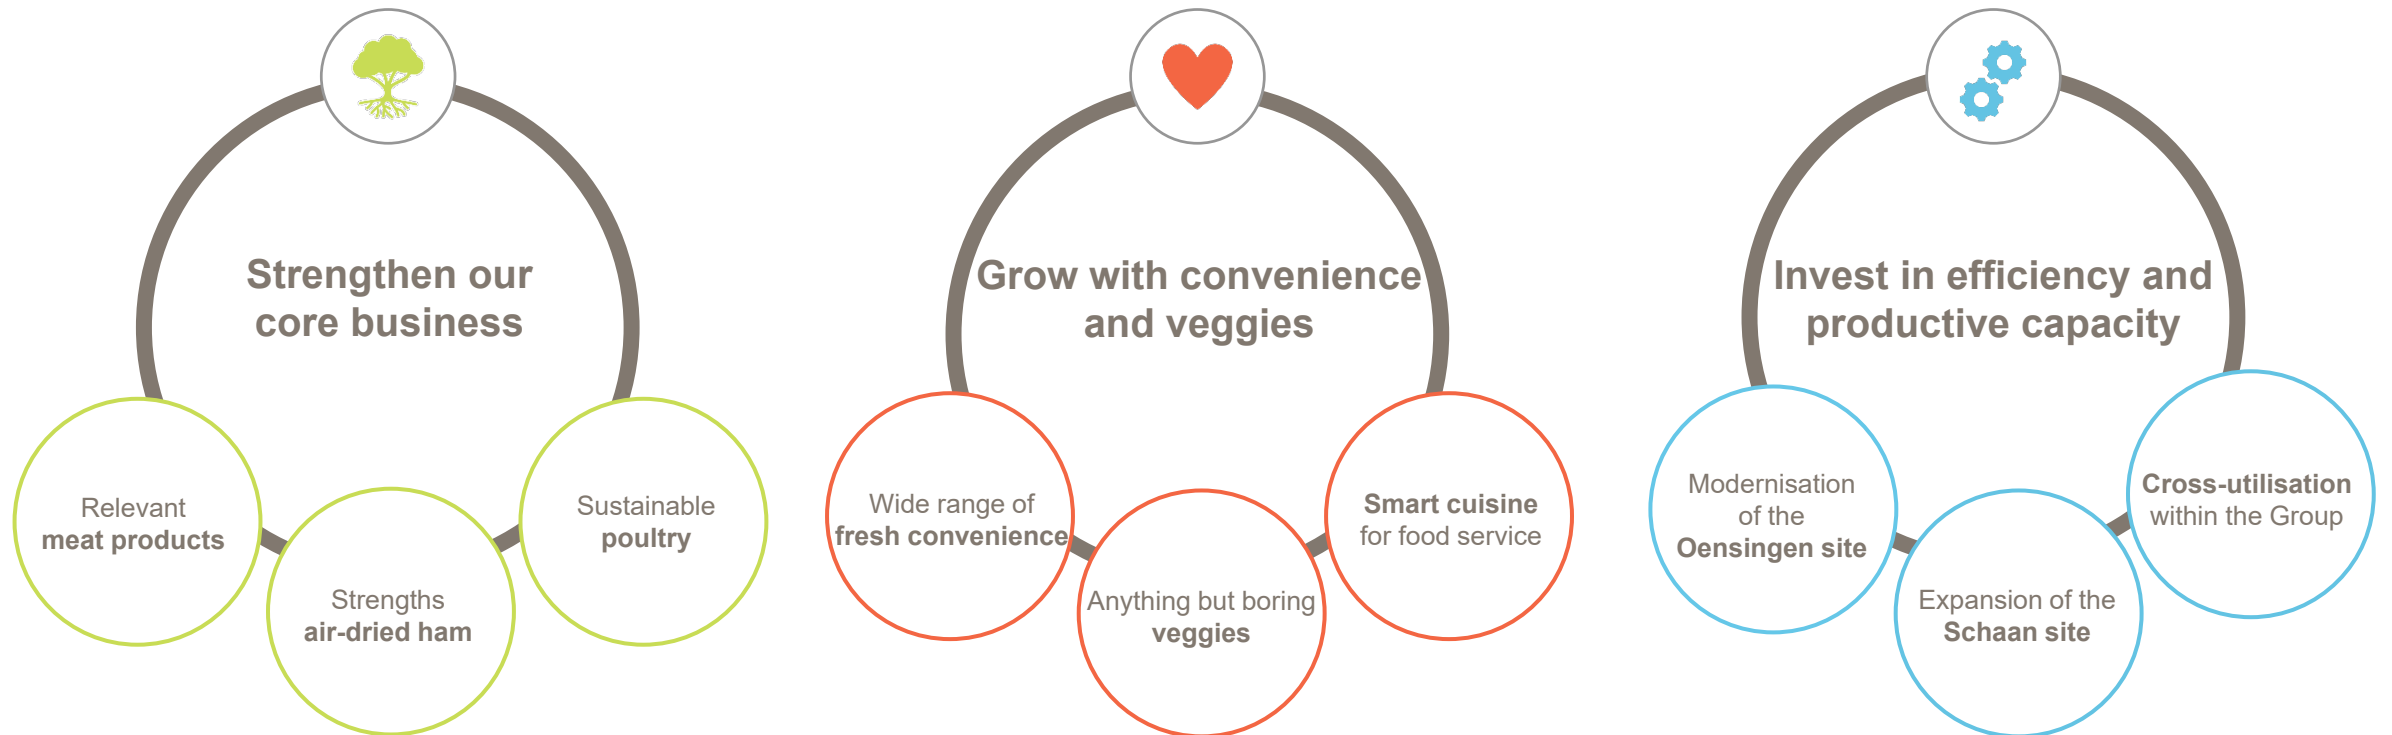 Strengthen our
core business
Relevant
meat products
Strengths
air-dried ham
Sustainable
poultry
Grow with convenience
and veggies
Wide range of
fresh convenience
Anything but boring
veggies
Smart cuisine
for food service
Invest in efficiency and
productive capacity
Modernisation
of the
Oensingen site
Expansion of the
Schaan site
Cross-utilisation
within the Group